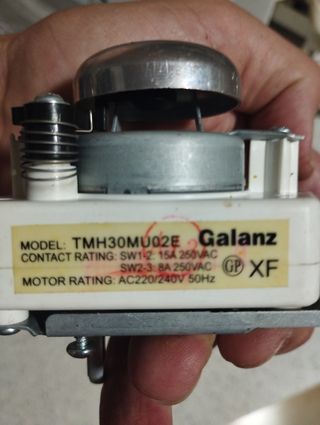 MODEL: TMH30MU02E Galanz
CONTACT RATING: SW1-2: 15A 250VAC
SW2-3: 8A 250VAC
GP XF
MOTOR RATING: AC220/240V 50Hz